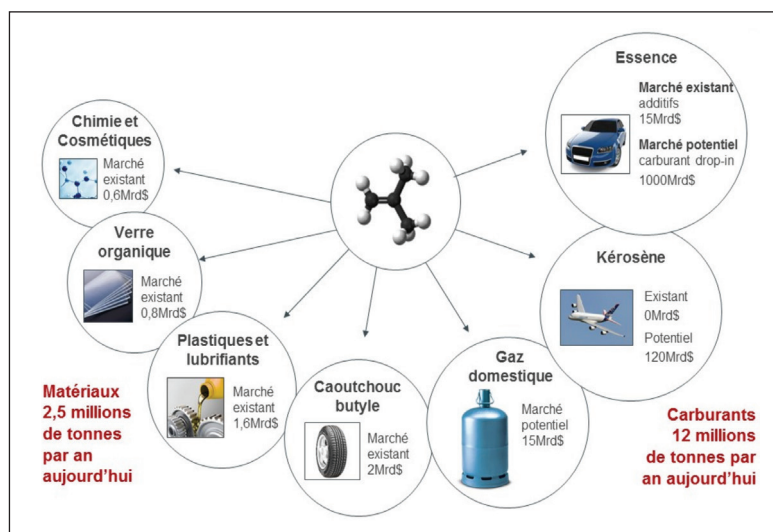 Essence
Marché existant
additifs
15Mrd$
Marché potentiel
carburant drop-in
1000Mrd$
Chimie et
Cosmétiques
Marché
existant
0,6Mrd$
Verre
organique
Marché
existant
0,8Mrd$
Kérosène
Existant
0Mrd$
Potentiel
120Mrd$
Plastiques et
lubrifiants
Marché
existant
1,6Mrd$
Caoutchouc
butyle
Marché
existant
2Mrd$
Gaz
domestique
Marché
potentiel
15Mrd$
Matériaux
2,5 millions
de tonnes
par an
aujourd’hui
Carburants
12 millions
de tonnes par
an aujourd’hui